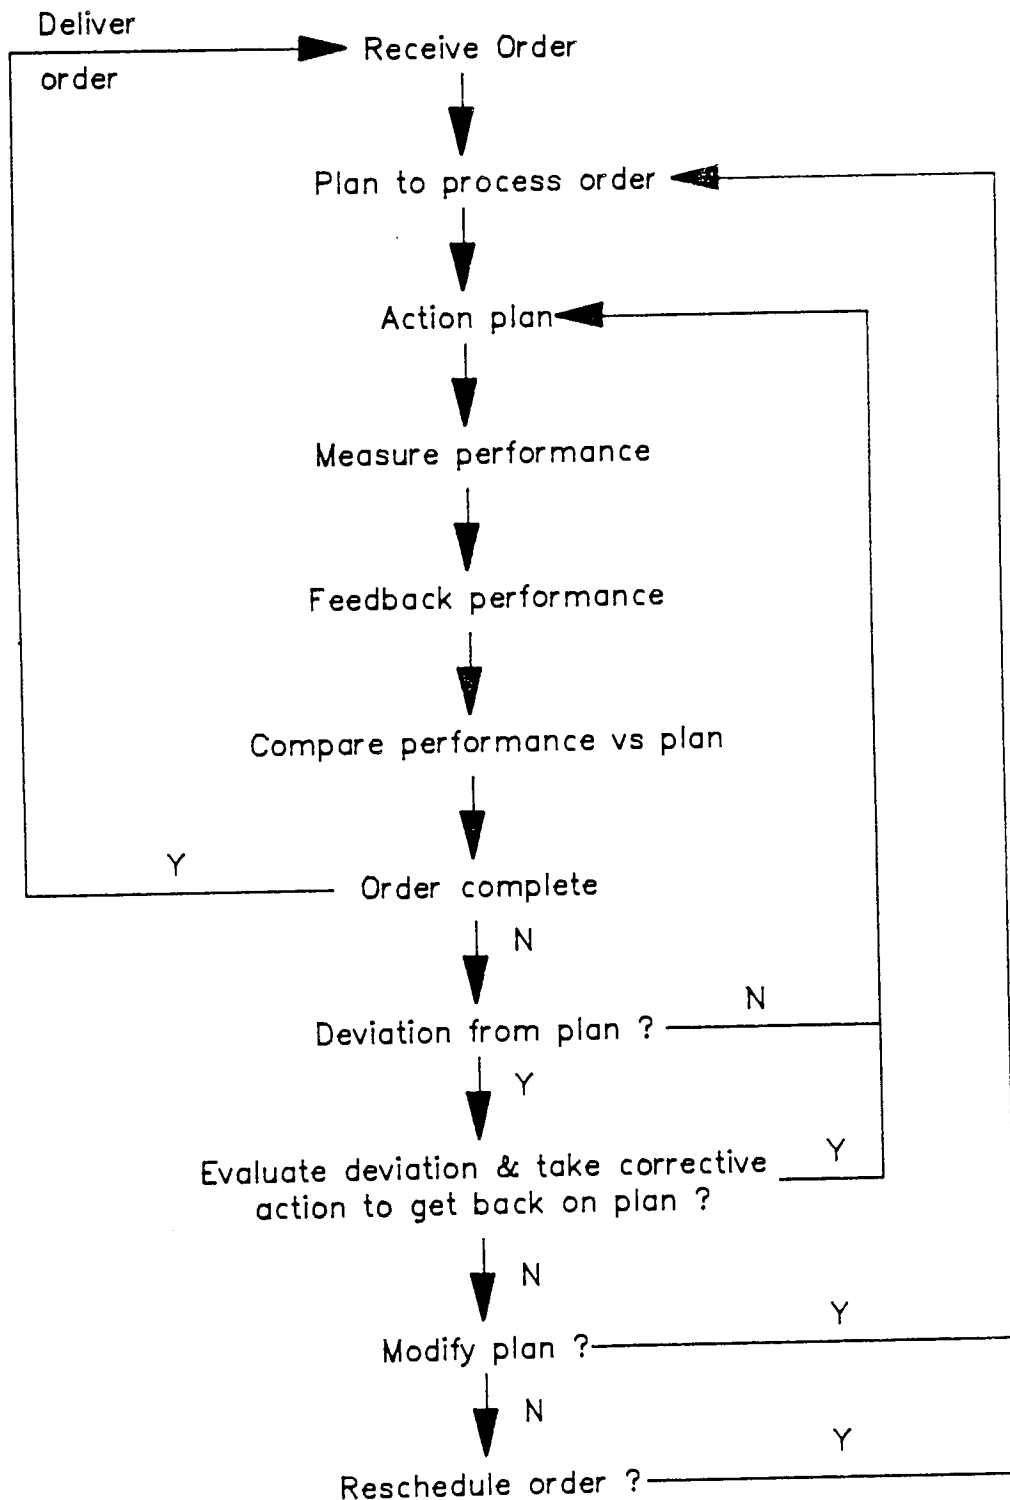 Deliver
order
Receive Order
Plan to process order
Action plan
Measure performance
Feedback performance
Compare performance vs plan
Y
Order complete
N
N
Deviation from plan ?
Y
Evaluate deviation & take corrective
action to get back on plan ?
Y
N
Y
Modify plan ?
N
Y
Reschedule order ?